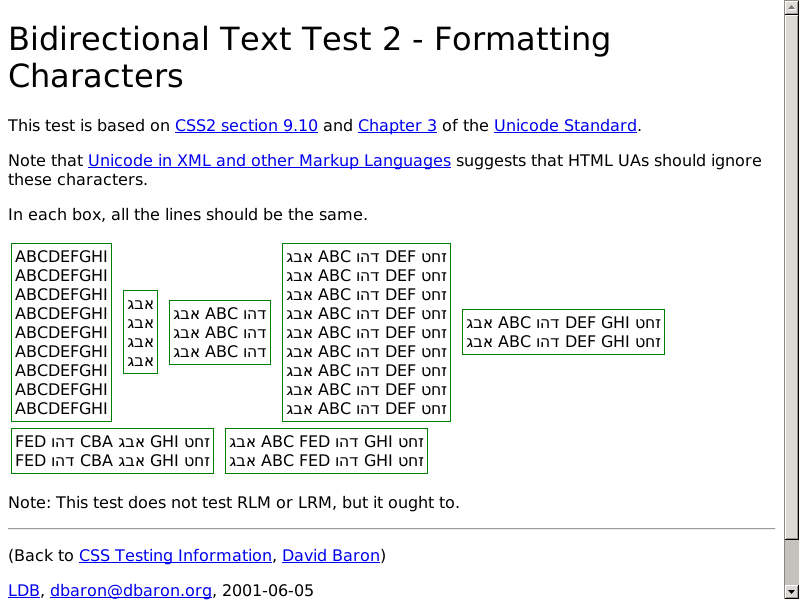 Bidirectional Text Test 2 - Formatting
Characters
This test is based on CSS2 section 9.10 and Chapter 3 of the Unicode Standard.
Note that Unicode in XML and other Markup Languages suggests that HTML UAs should ignore
these characters.
In each box, all the lines should be the same.
ABCDEFGHI
ABCDEFGHI
ABCDEFGHI
ABCDEFGHI
ABCDEFGHI
ABCDEFGHI
ABCDEFGHI
ABCDEFGHI
ABCDEFGHI
אבג
אבג
אבג
אבג
אבג ABC דהו
אבג ABC דהו
אבג ABC דהו
אבג ABC דהו DEF זחט
אבג ABC דהו DEF זחט
אבג ABC דהו DEF זחט
אבג ABC דהו DEF זחט
אבג ABC דהו DEF זחט
אבג ABC דהו DEF זחט
אבג ABC דהו DEF זחט
אבג ABC דהו DEF זחט
אבג ABC דהו DEF זחט
אבג ABC דהו DEF GHI זחט
אבג ABC דהו DEF GHI זחט
FED דהו CBA אבג GHI זחט
FED דהו CBA אבג GHI זחט
אבג ABC FED דהו GHI זחט
אבג ABC FED דהו GHI זחט
Note: This test does not test RLM or LRM, but it ought to.
(Back to CSS Testing Information, David Baron)
LDB, dbaron@dbaron.org, 2001-06-05